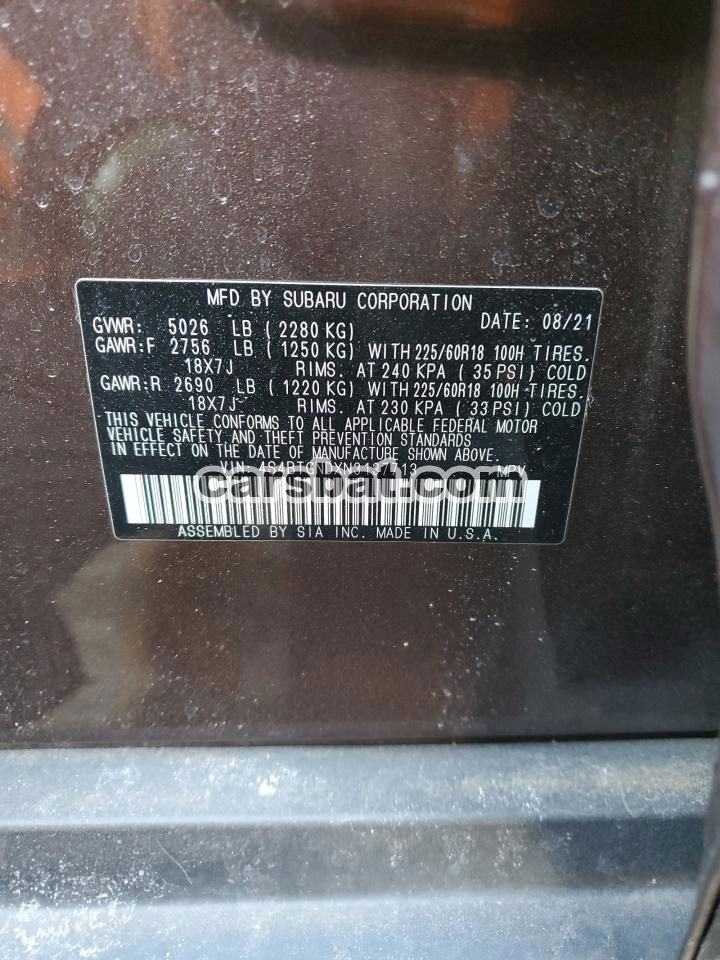 MFD BY SUBARU CORPORATION
GVWR: 5026 LB ( 2280 KG) DATE: 08/21
GAWR:F 2756 LB ( 1250 KG) WITH 225/60R18 100H TIRES.
18X7J RIMS. AT 240 KPA ( 35 PSI) COLD
GAWR:R 2690 LB ( 1220 KG) WITH 225/60R18 100H TIRES.
18X7J RIMS. AT 230 KPA ( 33 PSI) COLD
THIS VEHICLE CONFORMS TO ALL APPLICABLE FEDERAL MOTOR
VEHICLE SAFETY AND THEFT PREVENTION STANDARDS
IN EFFECT ON THE DATE OF MANUFACTURE SHOWN ABOVE.
VIN: MPV
carsbat.com
ASSEMBLED BY SIA INC. MADE IN U.S.A.